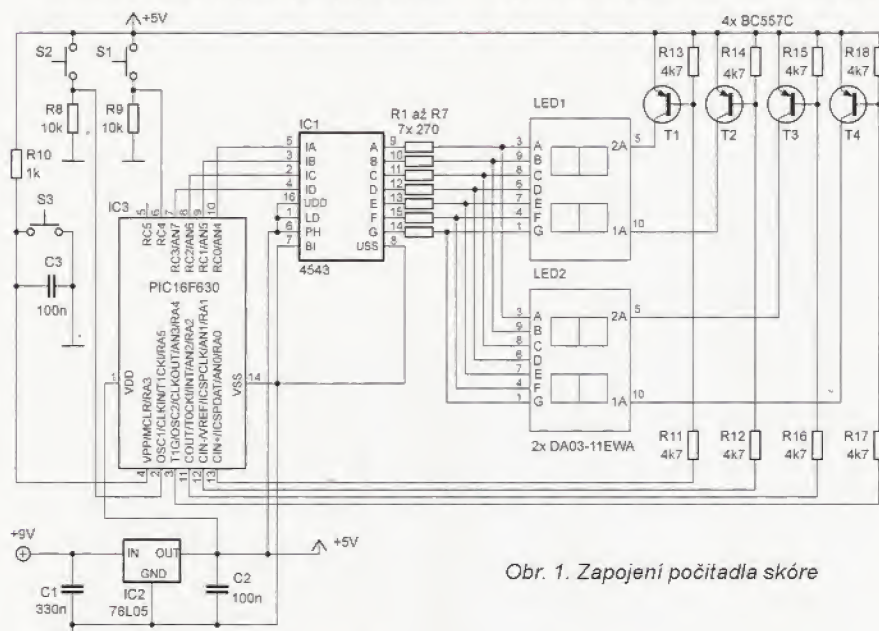 +5V
4x BC557C
S2
S1
R13
4k7
R14
4k7
R15
4k7
R18
4k7
R8
10k
R9
10k
R10
1k
S3
C3
100n
IC1
5 IA A 9
3 IB B 10
2 IC C 11
4 ID D 12
16 UDD E 13
1 LD F 15
6 PH G 14
7 BI USS 8
4543
R1 až R7
7x 270
LED1
3 A
9 B
8 C
6 D
7 E
4 F
1 G
2A 5
1A 10
T1
T2
T3
T4
LED2
3 A
9 B
8 C
6 D
7 E
4 F
1 G
2A 5
1A 10
2x DA03-11EWA
IC3
5 RC5
6 RC4
7 RC3/AN7
8 RC2/AN6
9 RC1/AN5
10 RC0/AN4
PIC16F630
1 VDD
VSS 14
VPP/MCLR/RA3 4
OSC1/CLKIN/T1CKI/RA5 2
T1G/OSC2/CLKOUT/AN3/RA4 3
COUT/T0CKI/INT/AN2/RA2 11
CIN-/VREF/ICSPCLK/AN1/RA1 12
CIN+/ICSPDAT/AN0/RA0 13
R11
4k7
R12
4k7
R16
4k7
R17
4k7
+9V
IN OUT
GND
+5V
C1
330n
IC2
78L05
C2
100n
Obr. 1. Zapojení počitadla skóre